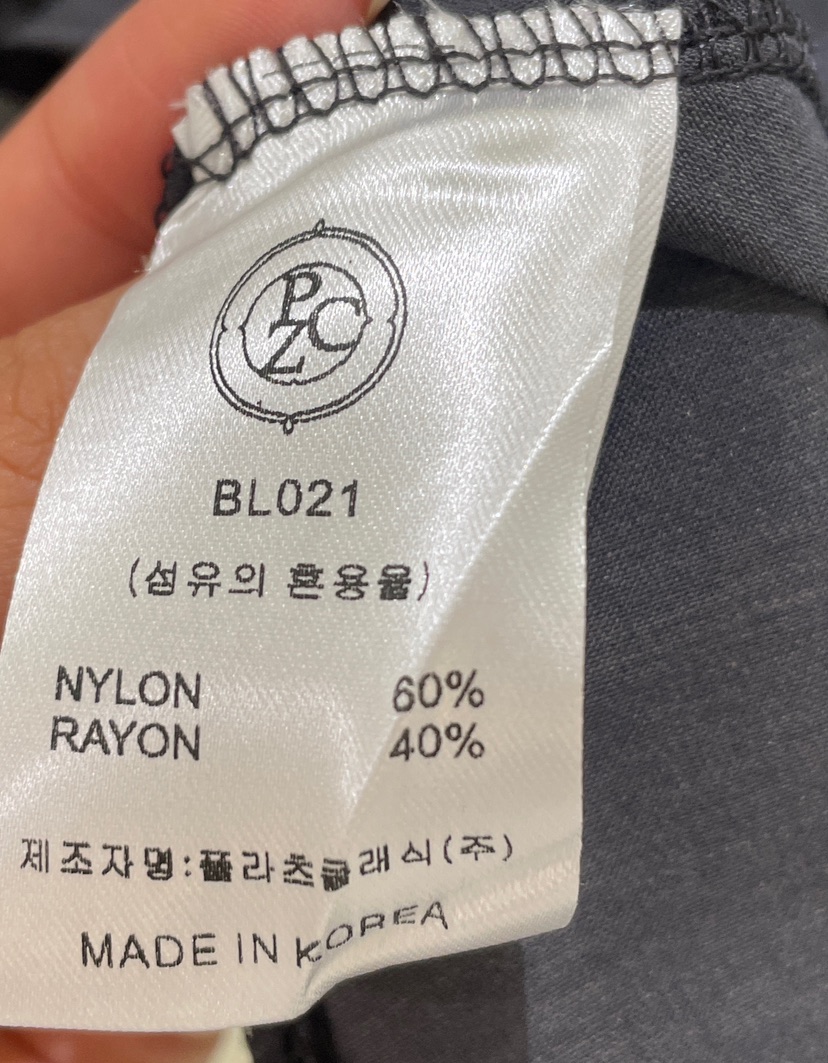 PCZ
BL021
(섬유의 혼용율)
NYLON 60%
RAYON 40%
제조자명:플라츠클래식(주)
MADE IN KOREA